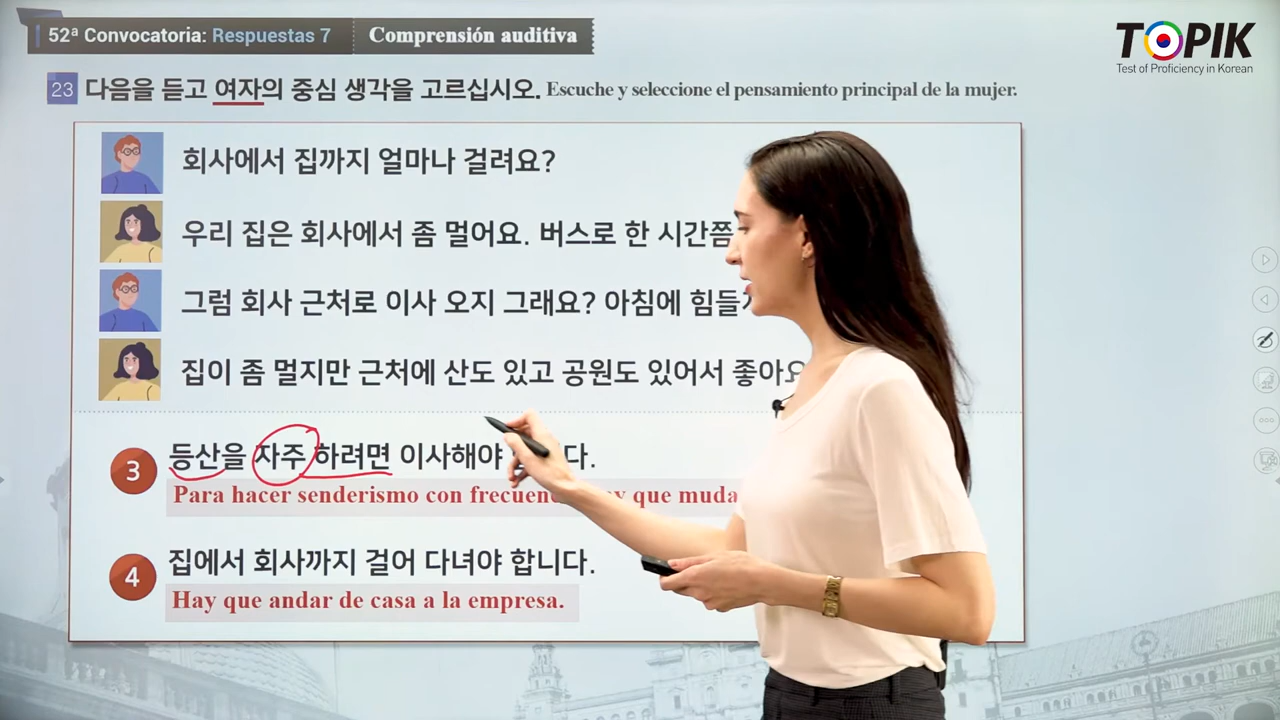 52ª Convocatoria: Respuestas 7
Comprensión auditiva
TOPIK
Test of Proficiency in Korean
23 다음을 듣고 여자의 중심 생각을 고르십시오. Escuche y seleccione el pensamiento principal de la mujer.
회사에서 집까지 얼마나 걸려요?
우리 집은 회사에서 좀 멀어요. 버스로 한 시간쯤
그럼 회사 근처로 이사 오지 그래요? 아침에
집이 좀 멀지만 근처에 산도 있고 공원도 있어서 좋아요
3 등산을 자주 하려면 이사해야
Para hacer senderismo con que
4 집에서 회사까지 걸어 다녀야 합니다.
Hay que andar de casa a la empresa.